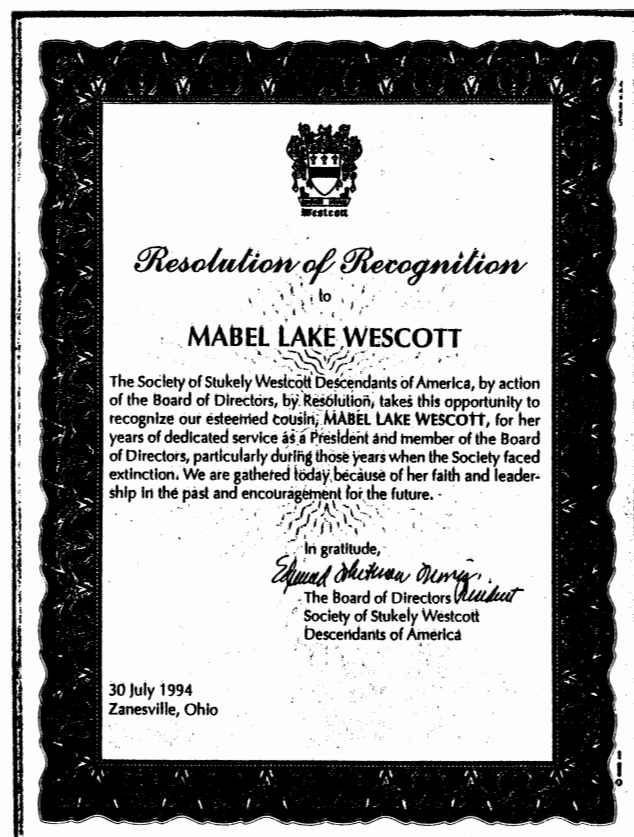 Westcott
Resolution of Recognition
to
MABEL LAKE WESCOTT
The Society of Stukely Westcott Descendants of America, by action
of the Board of Directors, by Resolution, takes this opportunity to
recognize our esteemed cousin, MABEL LAKE WESCOTT, for her
years of dedicated service as a President and member of the Board
of Directors, particularly during those years when the Society faced
extinction. We are gathered today because of her faith and leader-
ship in the past and encouragement for the future.
In gratitude,
President
The Board of Directors
Society of Stukely Westcott
Descendants of America
30 July 1994
Zanesville, Ohio